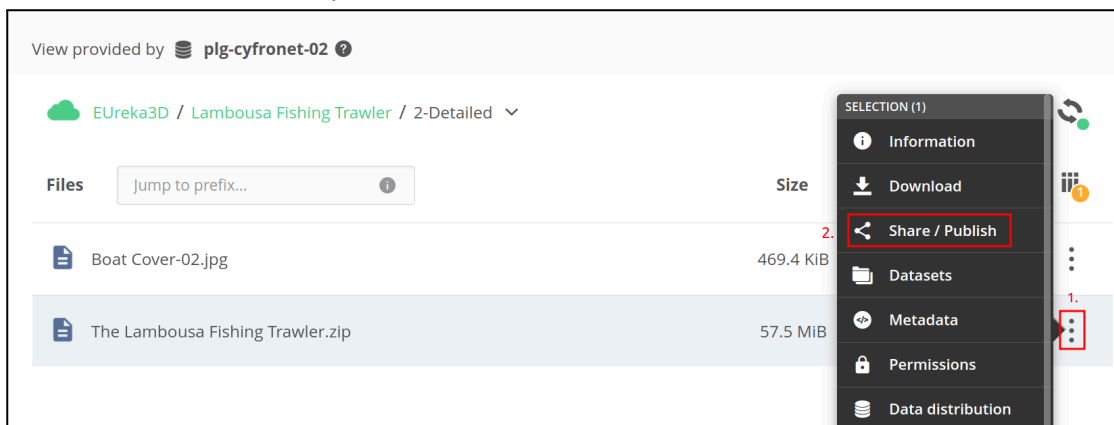 View provided by plg-cyfronet-02 ?
EUreka3D / Lambousa Fishing Trawler / 2-Detailed
SELECTION (1)
Information
Files Jump to prefix... Size
Download
1
2. Share / Publish
Boat Cover-02.jpg 469.4 KiB
Datasets
1.
Metadata
The Lambousa Fishing Trawler.zip 57.5 MiB
Permissions
Data distribution